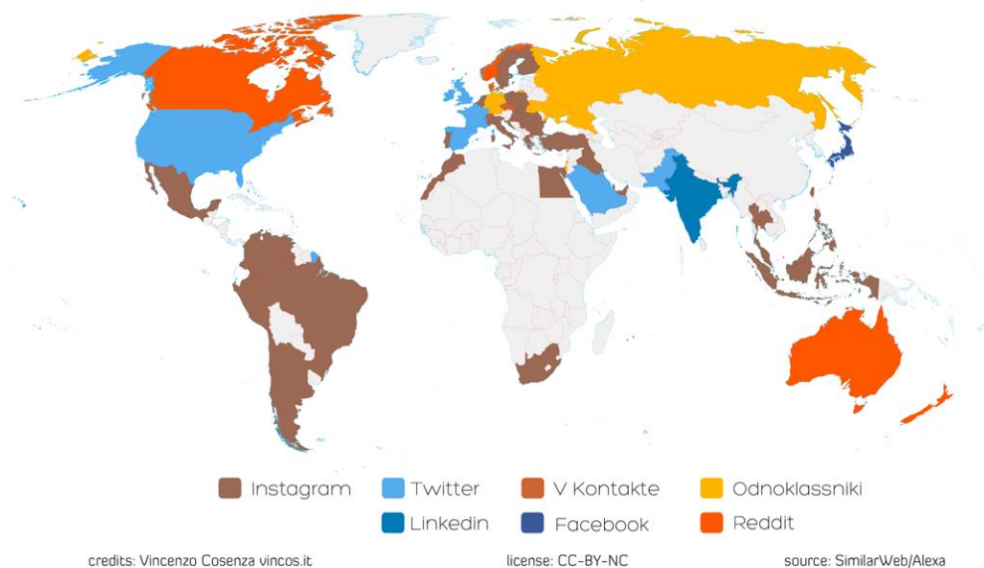 Instagram Twitter V Kontakte Odnoklassniki
Linkedin Facebook Reddit
credits: Vincenzo Cosenza vincos.it license: CC-BY-NC source: SimilarWeb/Alexa